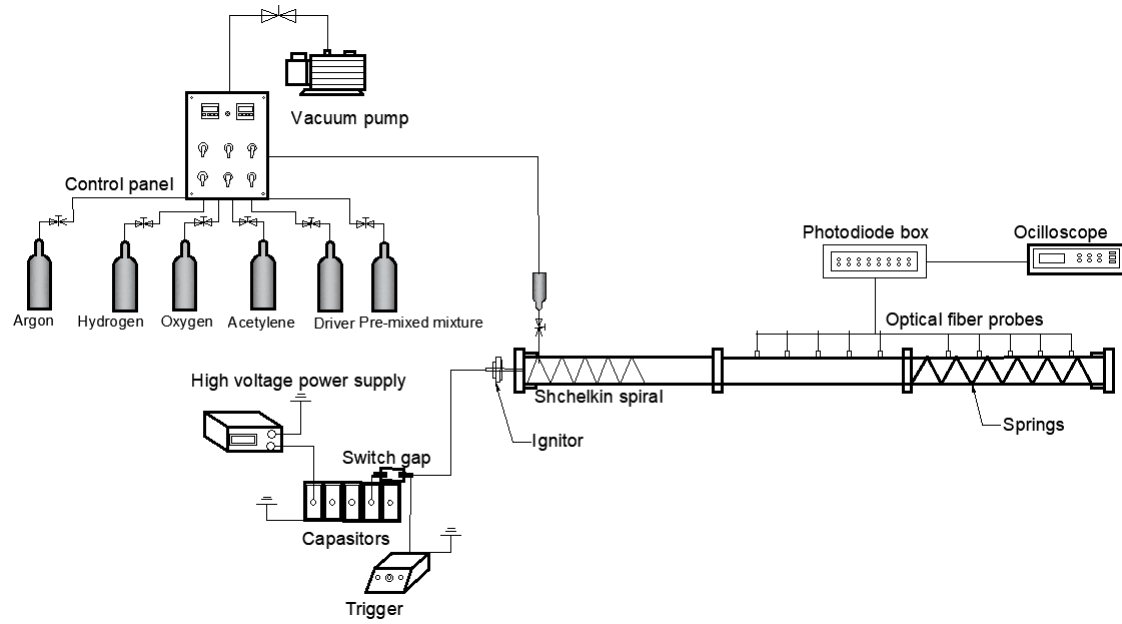 Vacuum pump
Control panel
Photodiode box
Ocilloscope
Argon
Hydrogen
Oxygen
Acetylene
Driver
Pre-mixed mixture
Optical fiber probes
High voltage power supply
Shchelkin spiral
Ignitor
Springs
Switch gap
Capasitors
Trigger